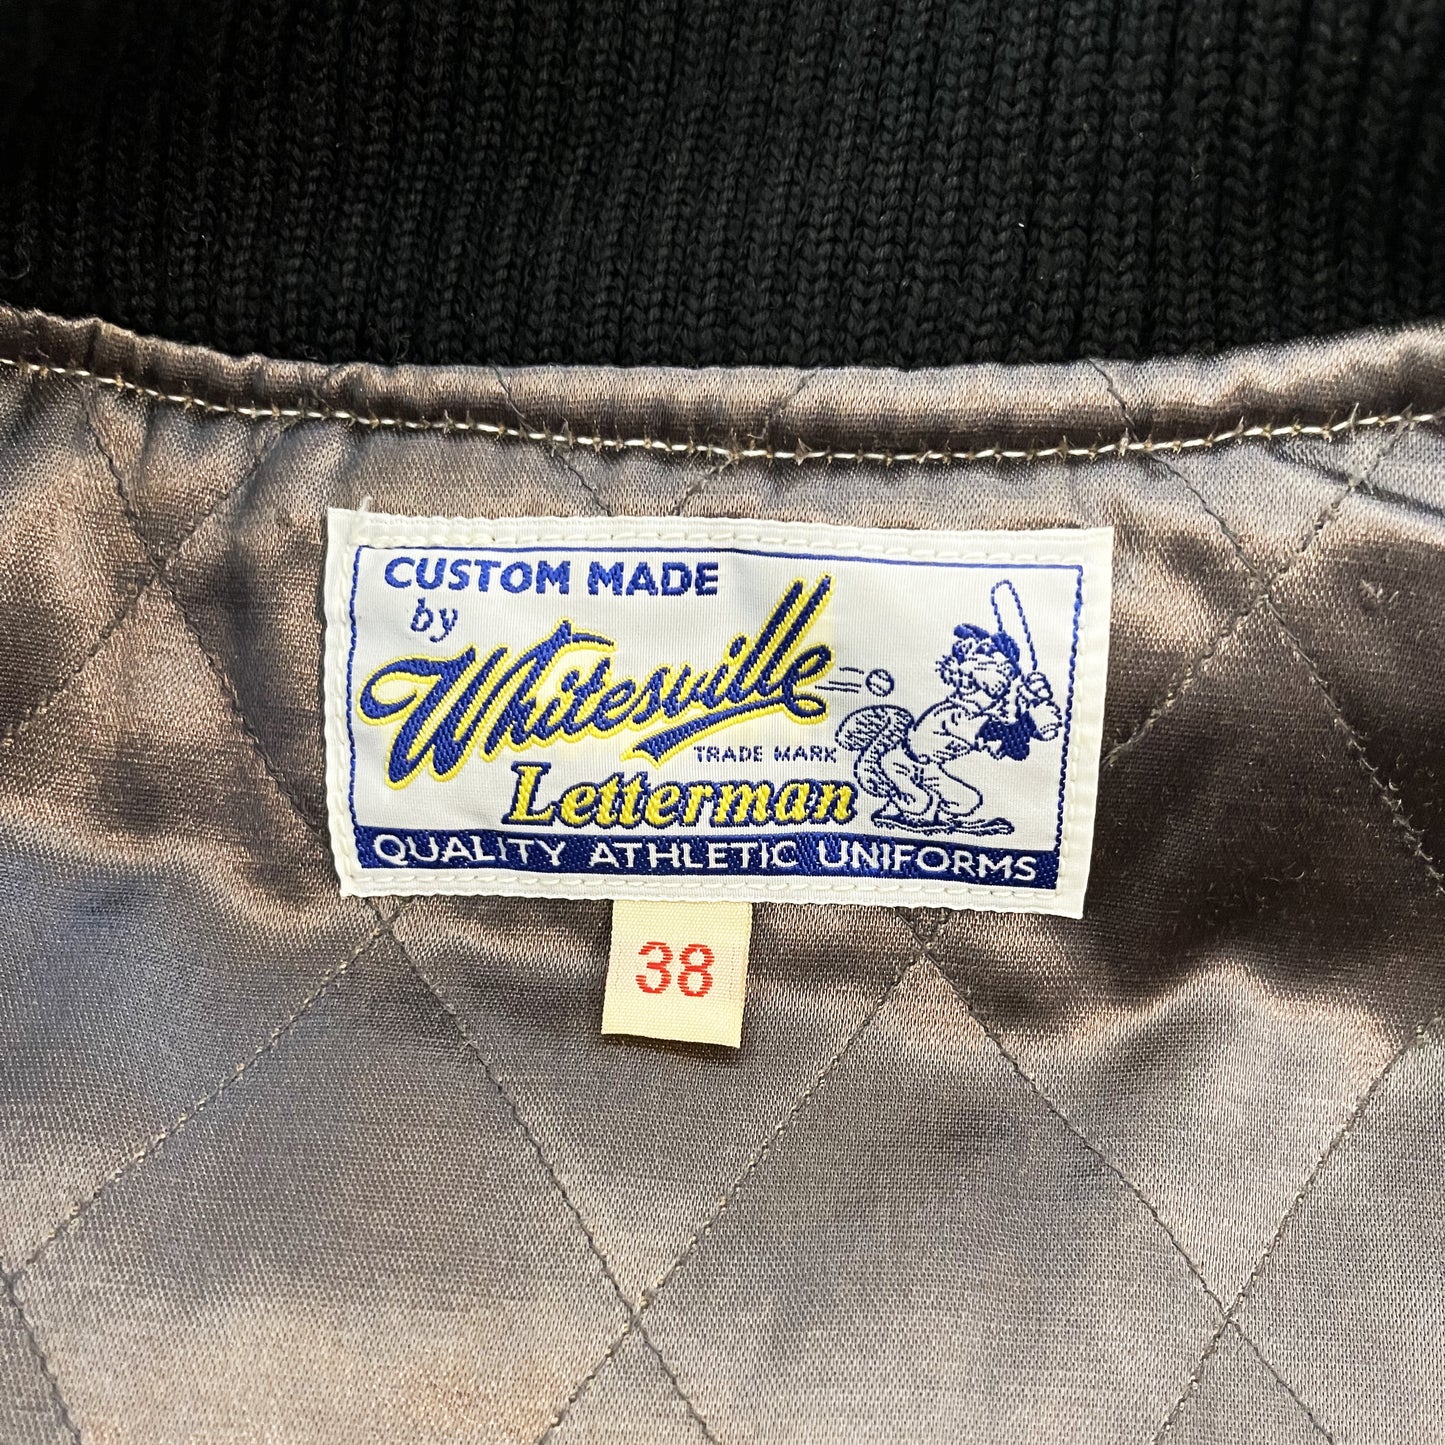 CUSTOM MADE
by
Whitesville
TRADE MARK
Letterman
QUALITY ATHLETIC UNIFORMS
38